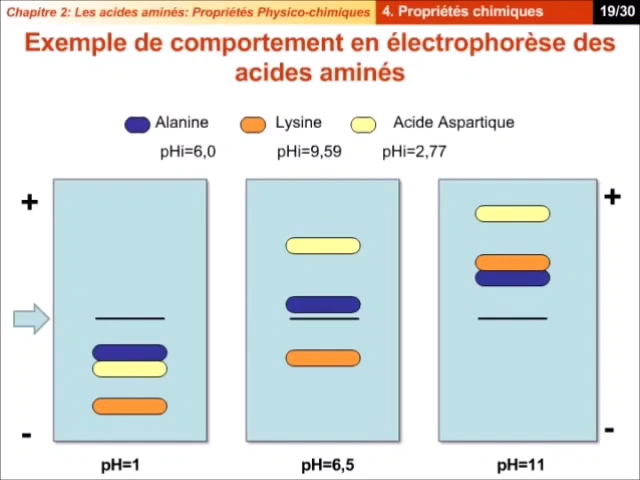 Chapitre 2: Les acides aminés: Propriétés Physico-chimiques 4. Propriétés chimiques 19/30
Exemple de comportement en électrophorèse des
acides aminés
Alanine Lysine Acide Aspartique
pHi=6,0 pHi=9,59 pHi=2,77
+ +
- -
pH=1 pH=6,5 pH=11